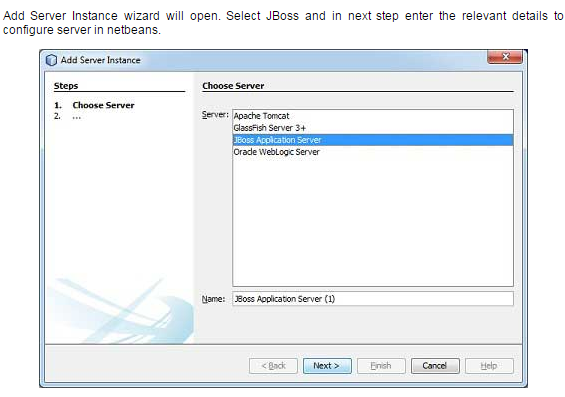 Add Server Instance wizard will open. Select JBoss and in next step enter the relevant details to
configure server in netbeans.
Add Server Instance
Steps
1. Choose Server
2. ...
Choose Server
Server:
Apache Tomcat
GlassFish Server 3+
JBoss Application Server
Oracle WebLogic Server
Name: JBoss Application Server (1)
< Back Next > Finish Cancel Help